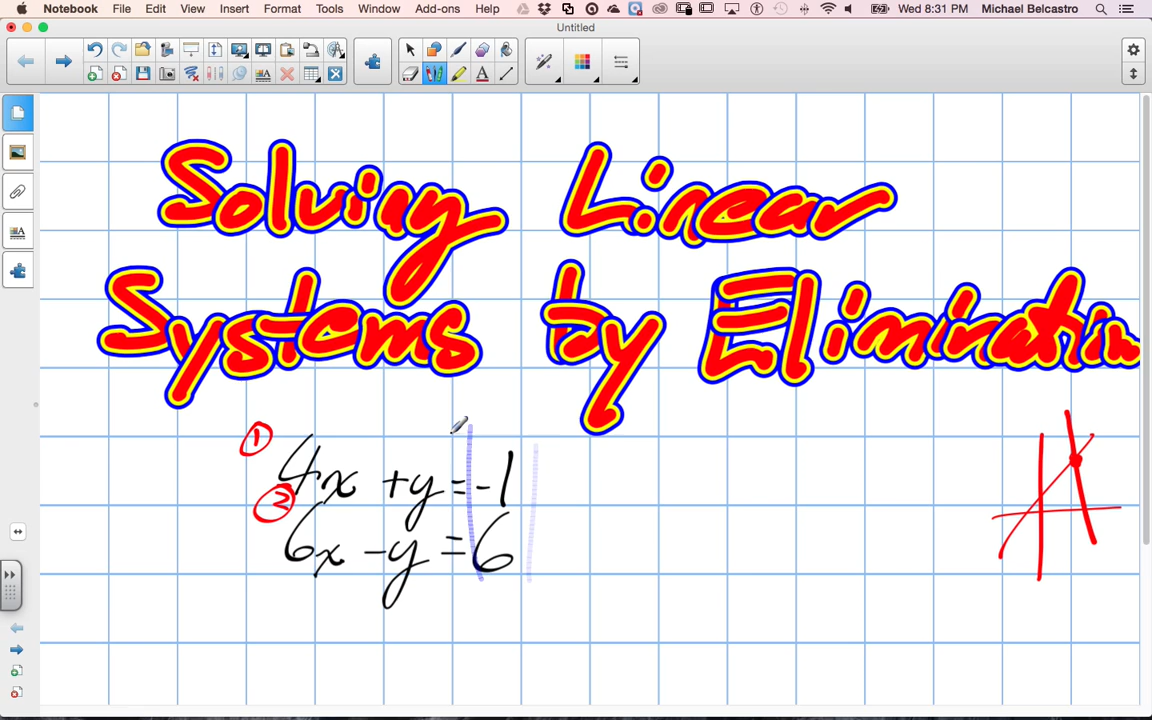 Notebook File Edit View Insert Format Tools Window Add-ons Help Wed 8:31 PM Michael Belcastro
Untitled
Solving Linear
Systems by Elimination
① 4x + y = -1
② 6x - y = 6